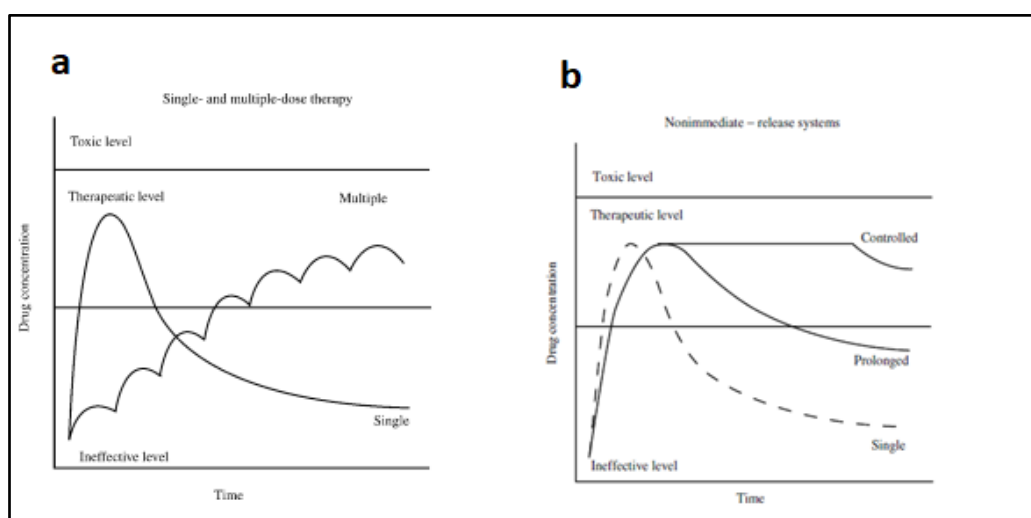 a
Single- and multiple-dose therapy
Toxic level
Therapeutic level
Multiple
Drug concentration
Single
Ineffective level
Time
b
Nonimmediate – release systems
Toxic level
Therapeutic level
Controlled
Drug concentration
Prolonged
Single
Ineffective level
Time